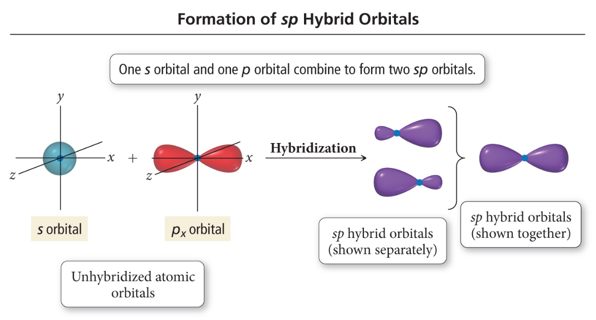 Formation of sp Hybrid Orbitals
One s orbital and one p orbital combine to form two sp orbitals.
y
x
z
+
y
x
z
Hybridization
s orbital
px orbital
Unhybridized atomic
orbitals
sp hybrid orbitals
(shown separately)
sp hybrid orbitals
(shown together)